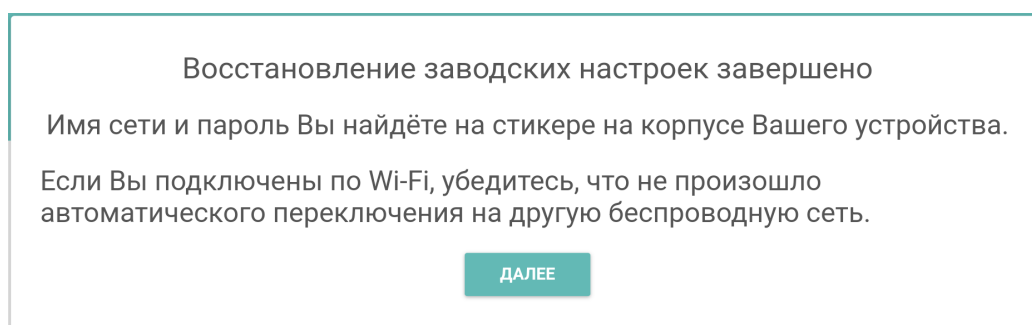 Восстановление заводских настроек завершено
Имя сети и пароль Вы найдёте на стикере на корпусе Вашего устройства.
Если Вы подключены по Wi-Fi, убедитесь, что не произошло
автоматического переключения на другую беспроводную сеть.
ДАЛЕЕ